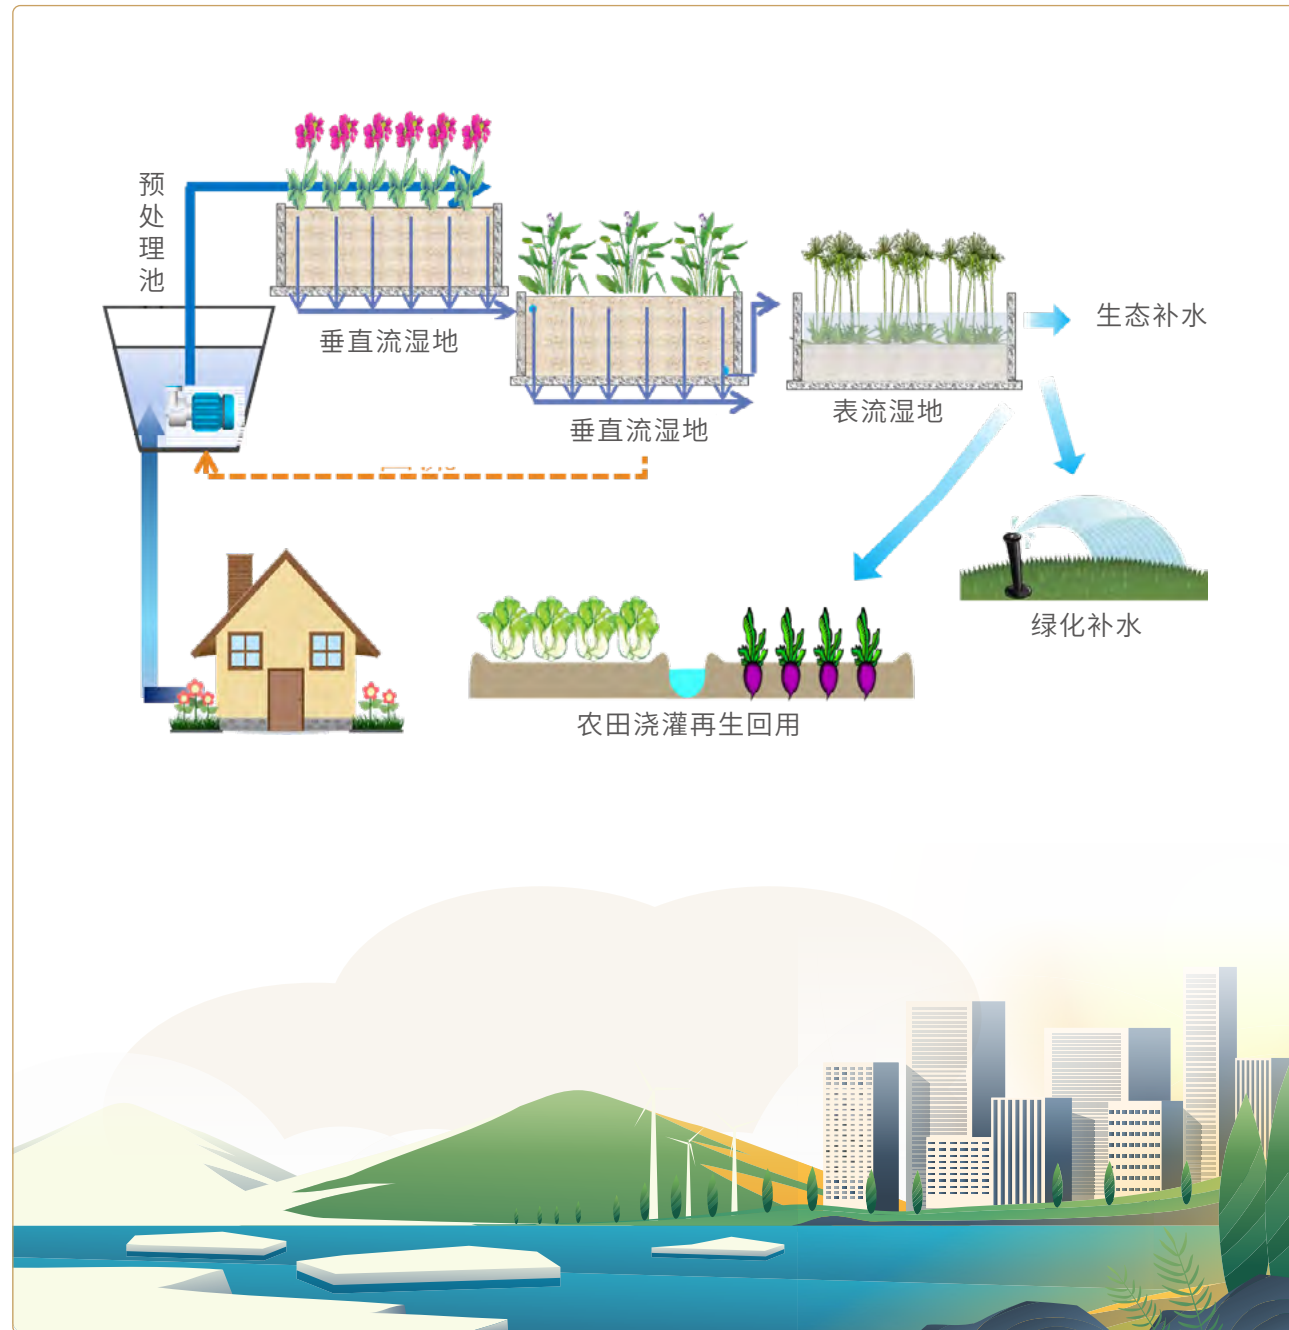 预处理池
垂直流湿地
垂直流湿地
表流湿地
生态补水
绿化补水
农田浇灌再生回用